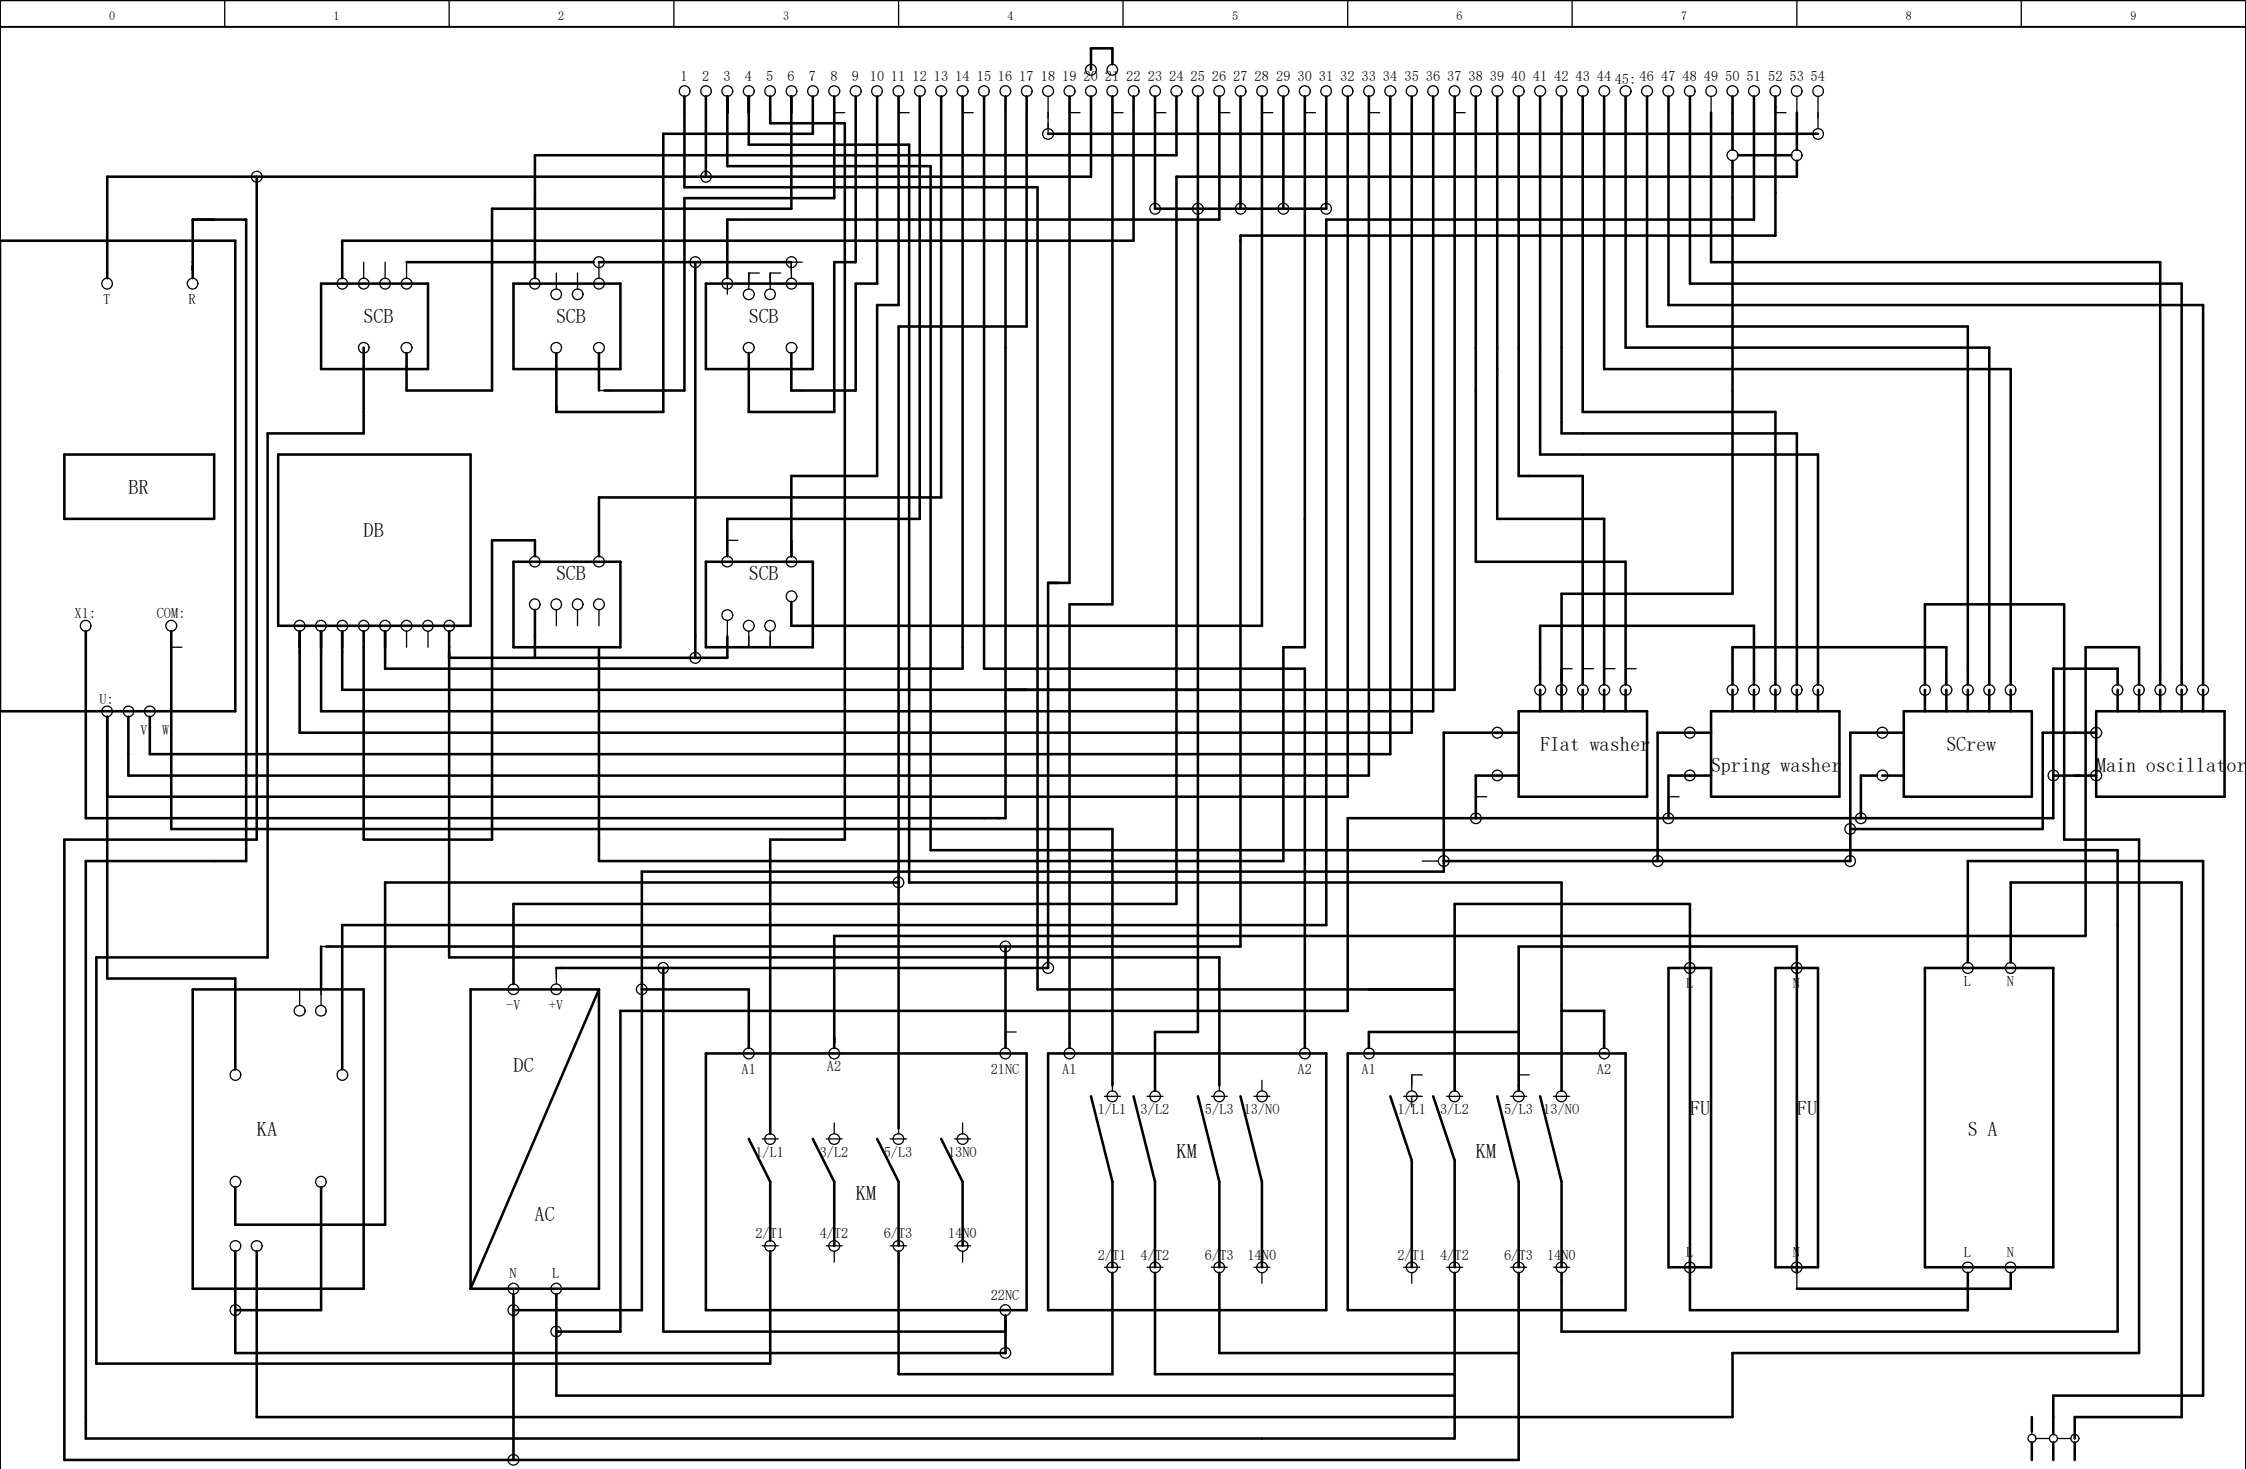 0 1 2 3 4 5 6 7 8 9
1 2 3 4 5 6 7 8 9 10 11 12 13 14 15 16 17 18 19 20 21 22 23 24 25 26 27 28 29 30 31 32 33 34 35 36 37 38 39 40 41 42 43 44 45: 46 47 48 49 50 51 52 53 54
T R
SCB SCB SCB
BR
DB
SCB SCB
X1: COM:
U:
V W
FIat washer
SCrew
Spring washer
Main oscillator
-V +V
L N L N
DC
A1 A2 21NC A1 A2 A1 A2
1/L1 3/L2 5/L3 13/NO 1/L1 3/L2 5/L3 13/NO
FU FU
KA
S A
1/L1 3/L2 5/L3 13NO
KM KM
KM
AC
2/T1 4/T2 6/T3 14NO
2/T1 4/T2 6/T3 14NO 2/T1 4/T2 6/T3 14NO
L N L N
N L
22NC